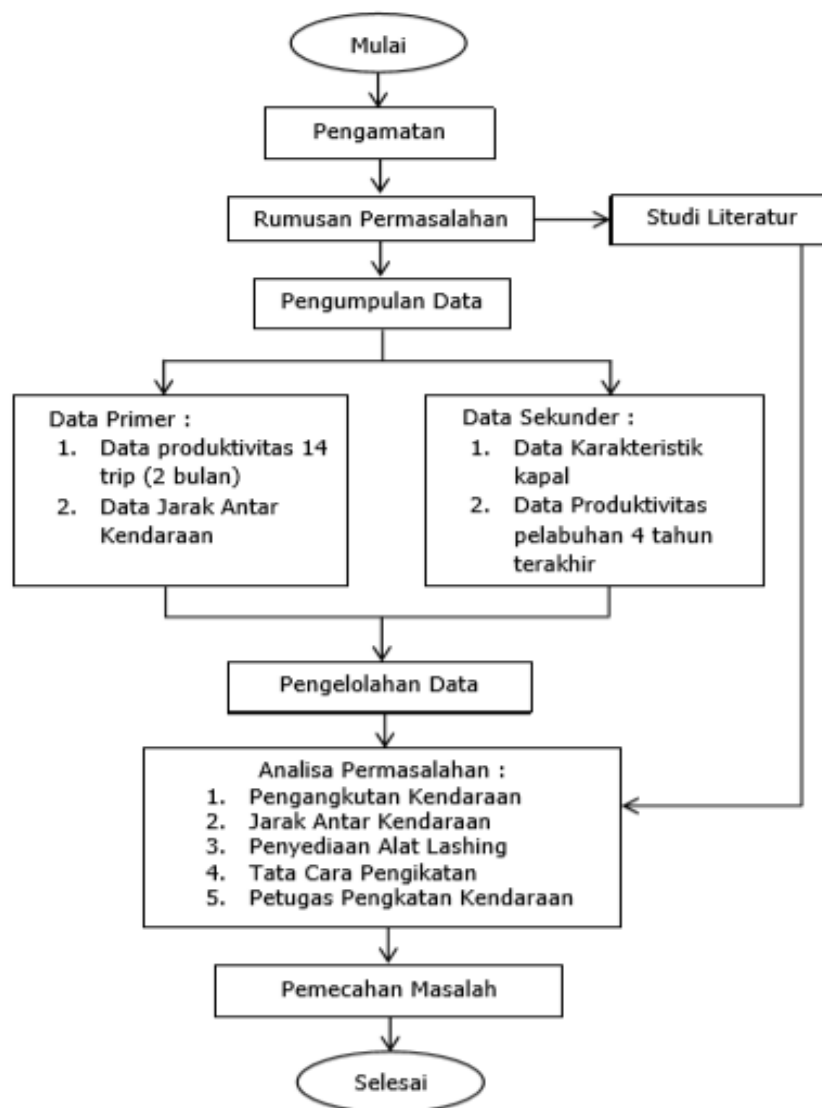 Mulai
Pengamatan
Rumusan Permasalahan
Studi Literatur
Pengumpulan Data
Data Primer :
1. Data produktivitas 14
trip (2 bulan)
2. Data Jarak Antar
Kendaraan
Data Sekunder :
1. Data Karakteristik
kapal
2. Data Produktivitas
pelabuhan 4 tahun
terakhir
Pengelolahan Data
Analisa Permasalahan :
1. Pengangkutan Kendaraan
2. Jarak Antar Kendaraan
3. Penyediaan Alat Lashing
4. Tata Cara Pengikatan
5. Petugas Pengkatan Kendaraan
Pemecahan Masalah
Selesai